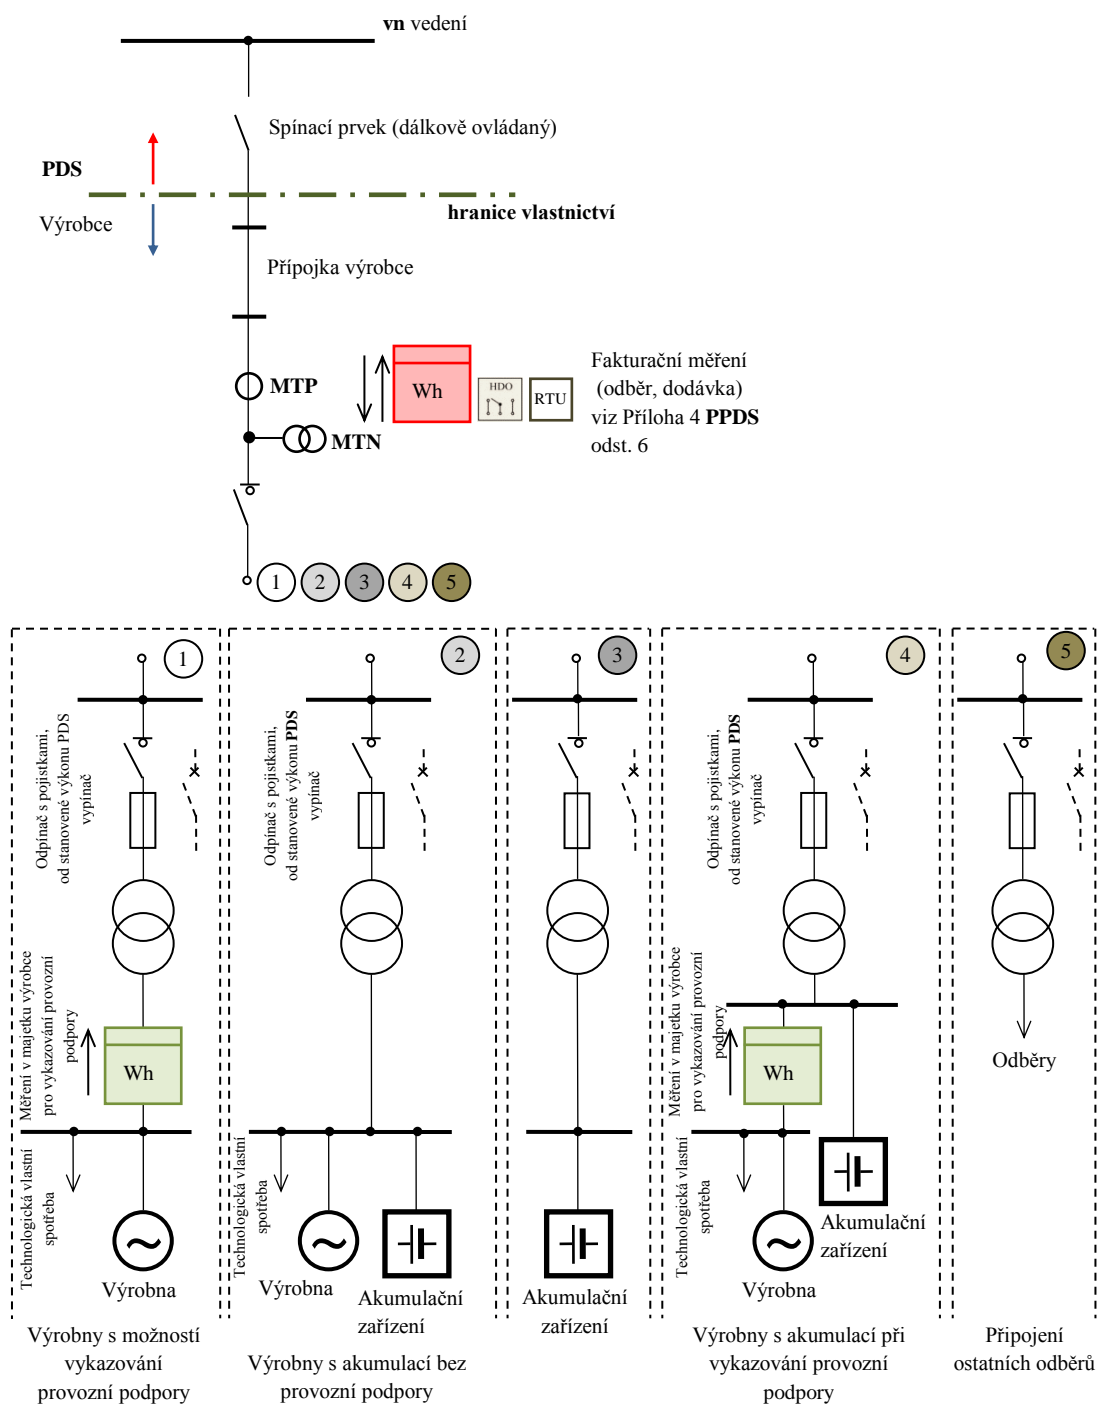 vn vedení
Spínací prvek (dálkově ovládaný)
PDS
hranice vlastnictví
Výrobce
Přípojka výrobce
MTP
Wh
HDO
RTU
Fakturační měření
(odběr, dodávka)
viz Příloha 4 PPDS
odst. 6
MTN
1 2 3 4 5
1
Odpínač s pojistkami,
od stanovené výkonu PDS
vypínač
Měření v majetku výrobce
pro vykazování provozní
podpory
Wh
Technologická vlastní
spotřeba
Výrobna
Výrobny s možností
vykazování
provozní podpory
2
Odpínač s pojistkami,
od stanovené výkonu PDS
vypínač
Technologická vlastní
spotřeba
Výrobna
Akumulační
zařízení
Výrobny s akumulací bez
provozní podpory
3
Akumulační
zařízení
4
Odpínač s pojistkami,
od stanovené výkonu PDS
vypínač
Měření v majetku výrobce
pro vykazování provozní
podpory
Wh
Technologická vlastní
spotřeba
Výrobna
Akumulační
zařízení
Výrobny s akumulací při
vykazování provozní
podpory
5
Odběry
Připojení
ostatních odběrů